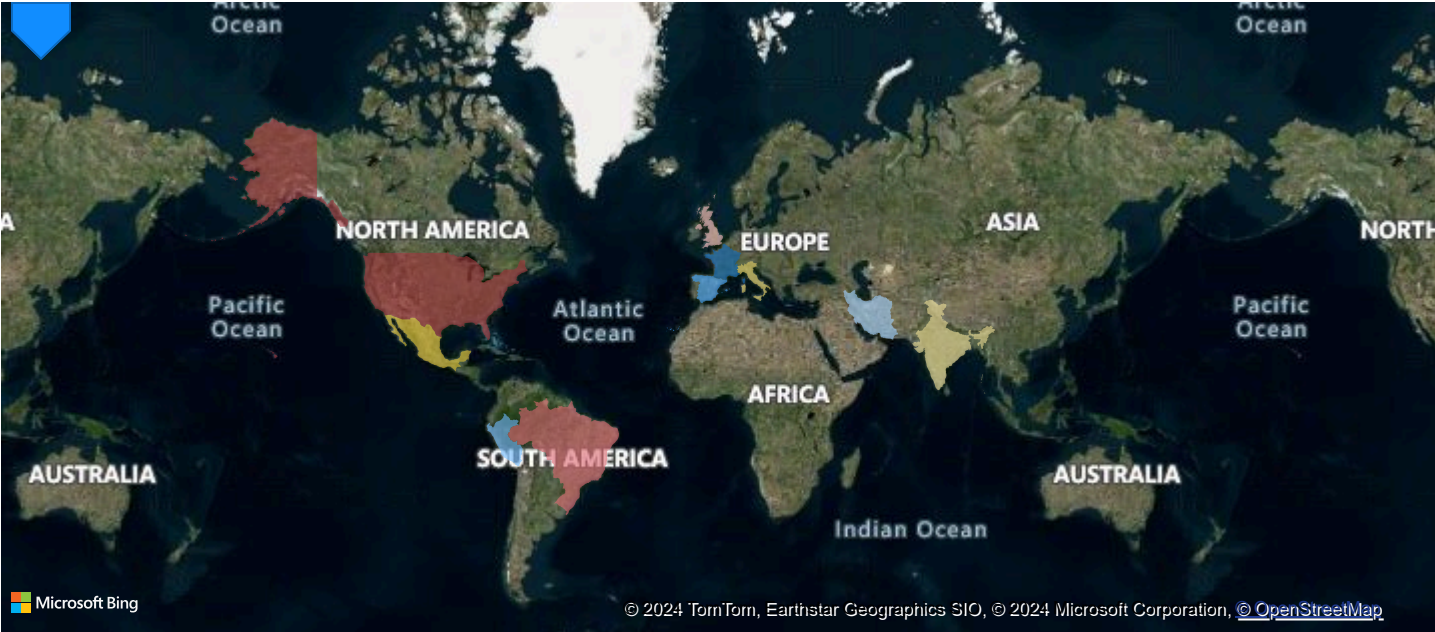 Arctic
Ocean
Arctic
Ocean
NORTH AMERICA
EUROPE
ASIA
A
NORTH
Pacific
Ocean
Atlantic
Ocean
Pacific
Ocean
AFRICA
SOUTH AMERICA
AUSTRALIA
AUSTRALIA
Indian Ocean
Microsoft Bing
© 2024 TomTom, Earthstar Geographics SIO, © 2024 Microsoft Corporation, © OpenStreetMap